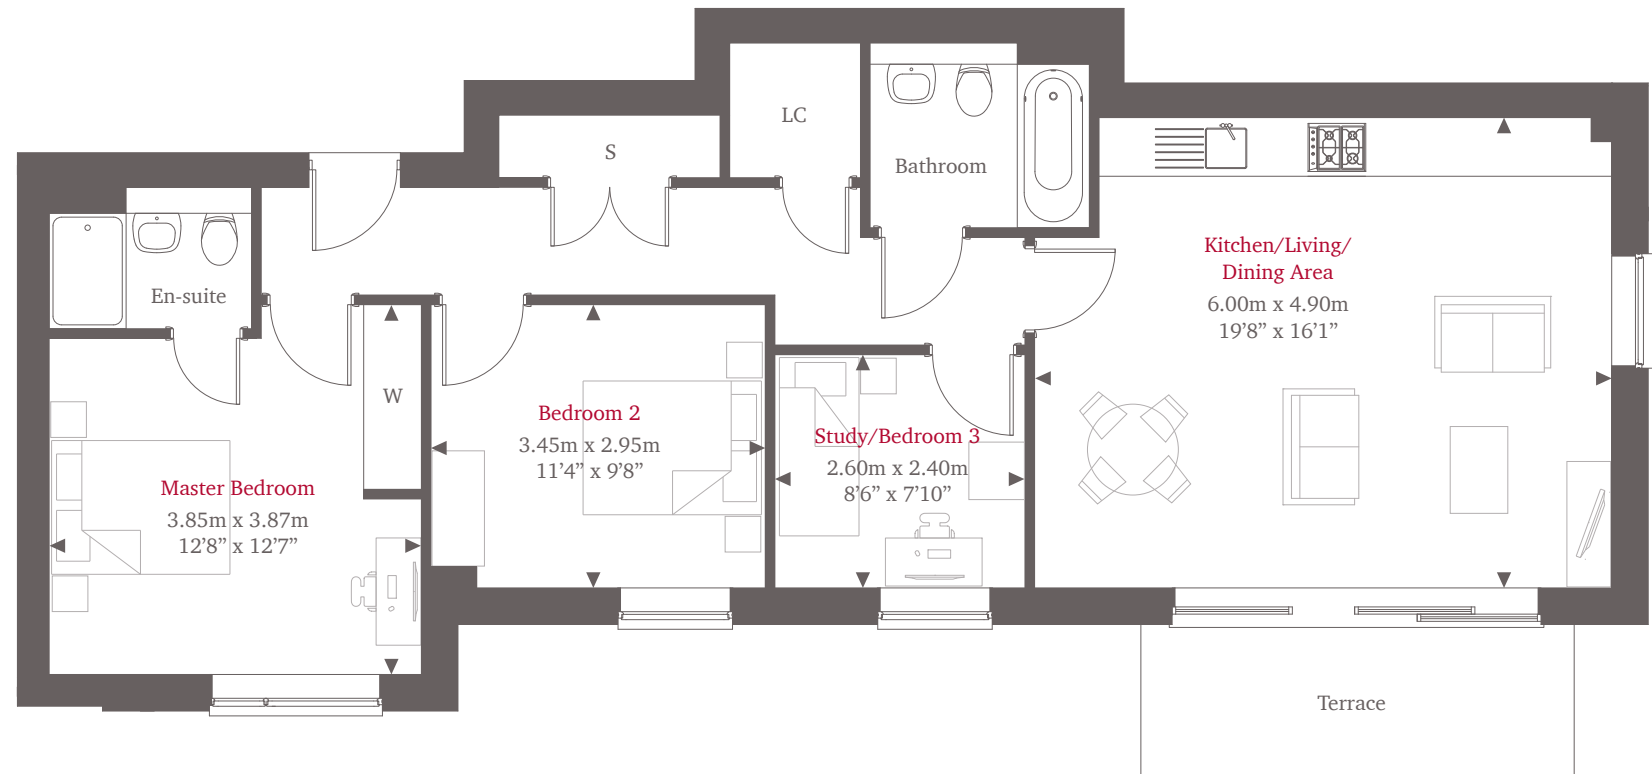 LC
S
Bathroom
Kitchen/Living/
Dining Area
6.00m x 4.90m
19’8” x 16’1”
En-suite
W
Bedroom 2
3.45m x 2.95m
11’4” x 9’8”
Study/Bedroom 3
2.60m x 2.40m
8’6” x 7’10”
Master Bedroom
3.85m x 3.87m
12’8” x 12’7”
Terrace